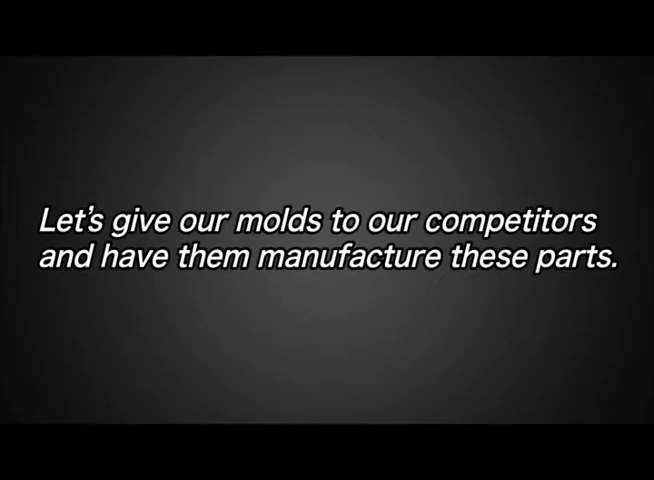 Let's give our molds to our competitors
and have them manufacture these parts.